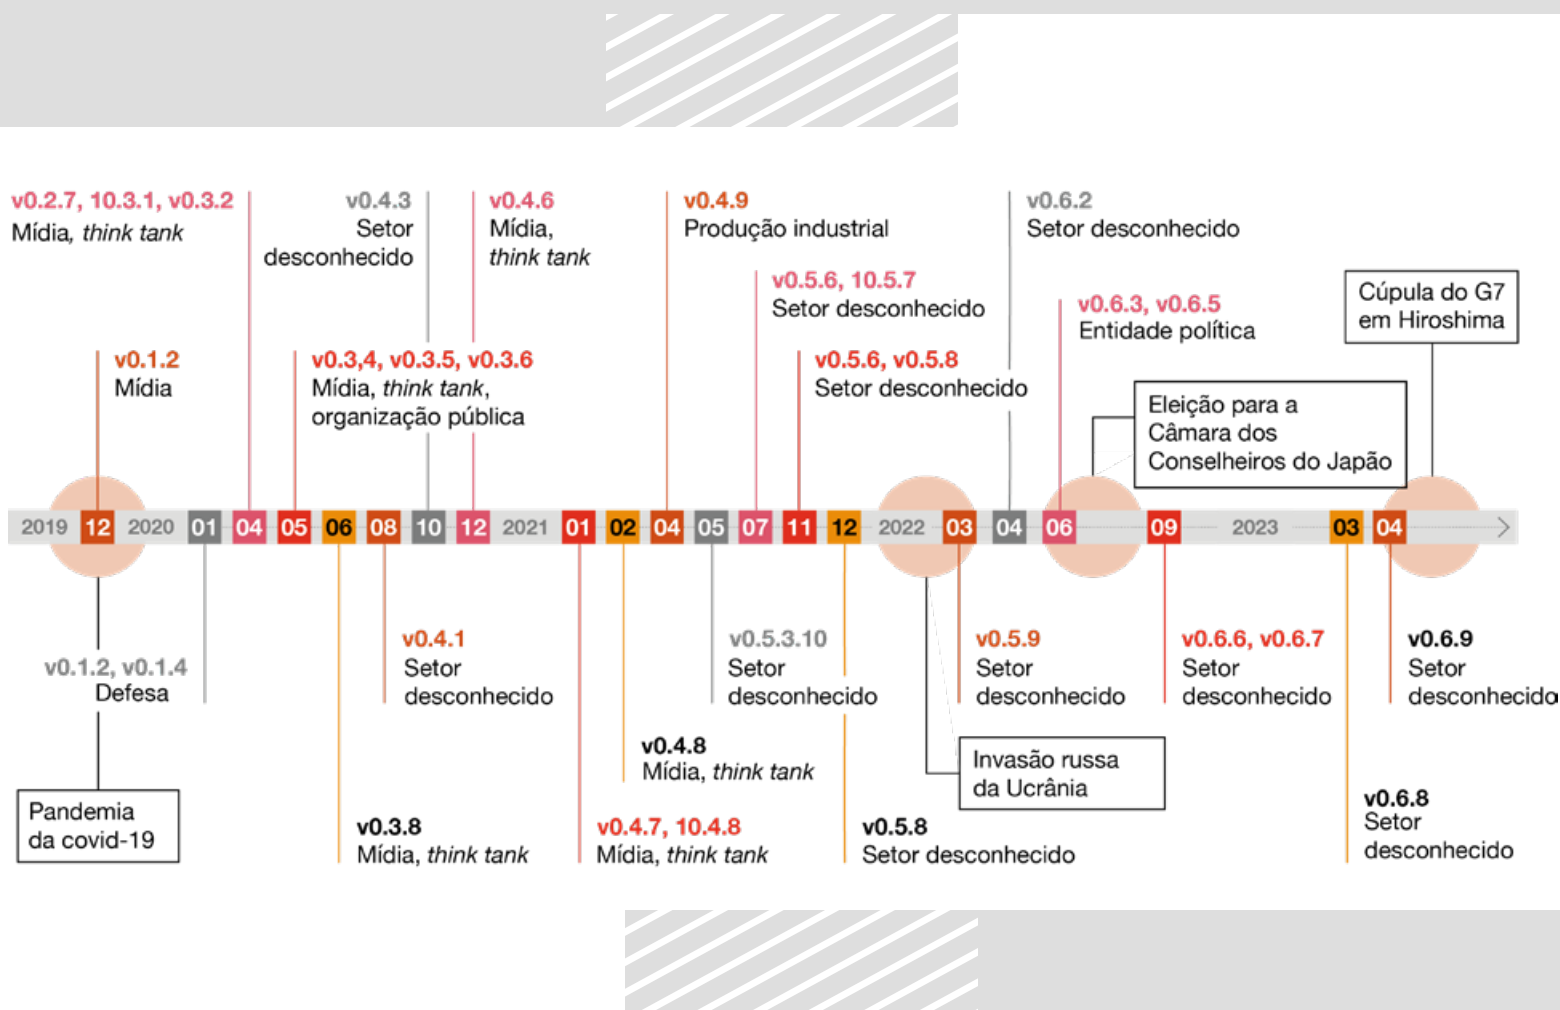 v0.2.7, 10.3.1, v0.3.2
Mídia, think tank
v0.4.3
Setor
desconhecido
v0.4.6
Mídia,
think tank
v0.4.9
Produção industrial
v0.6.2
Setor desconhecido
v0.5.6, 10.5.7
Setor desconhecido
v0.6.3, v0.6.5
Entidade política
Cúpula do G7
em Hiroshima
v0.1.2
Mídia
v0.3,4, v0.3.5, v0.3.6
Mídia, think tank,
organização pública
v0.5.6, v0.5.8
Setor desconhecido
Eleição para a
Câmara dos
Conselheiros do Japão
2019 12 2020 01 04 05 06 08 10 12 2021 01 02 04 05 07 11 12 2022 03 04 06 09 2023 03 04
v0.1.2, v0.1.4
Defesa
v0.4.1
Setor
desconhecido
v0.5.3.10
Setor
desconhecido
v0.5.9
Setor
desconhecido
v0.6.6, v0.6.7
Setor
desconhecido
v0.6.9
Setor
desconhecido
v0.4.8
Mídia, think tank
Invasão russa
da Ucrânia
Pandemia
da covid-19
v0.3.8
Mídia, think tank
v0.4.7, 10.4.8
Mídia, think tank
v0.5.8
Setor desconhecido
v0.6.8
Setor
desconhecido